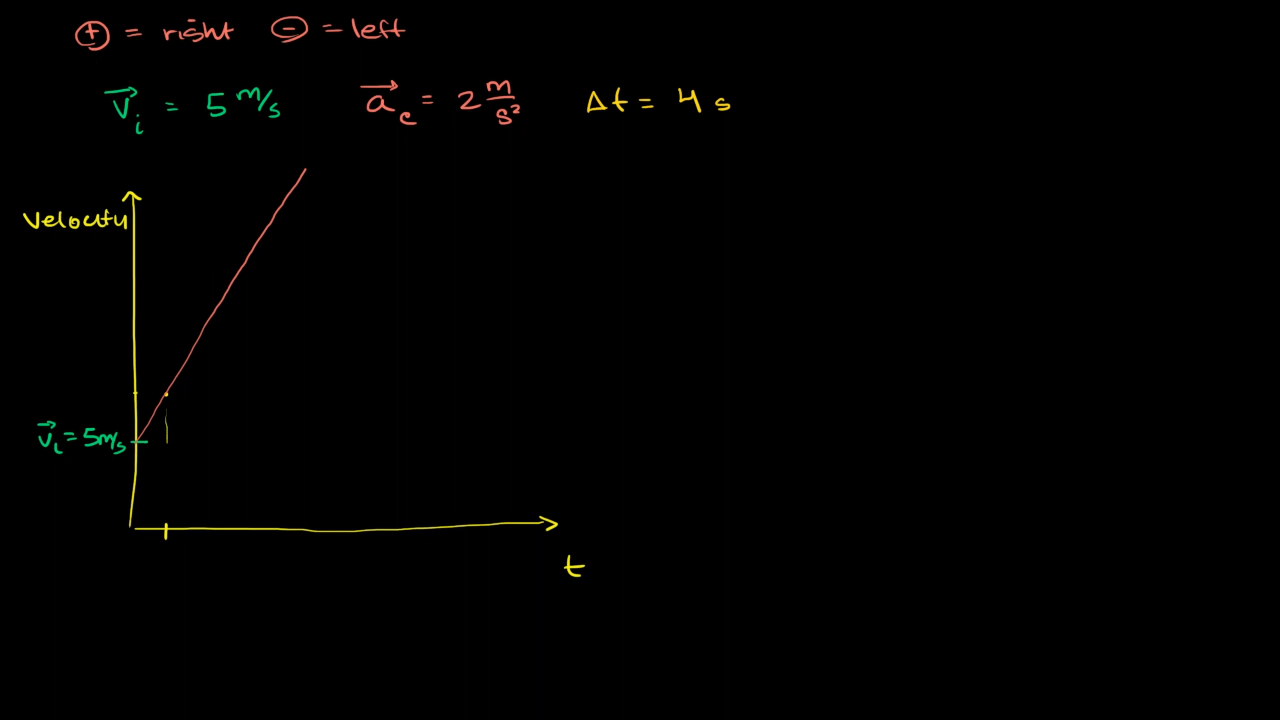 ⊕ = right ⊖ = left
v⃗ᵢ = 5 m/s a⃗c = 2 m/s² Δt = 4 s
Velocity
v⃗ᵢ = 5m/s
t